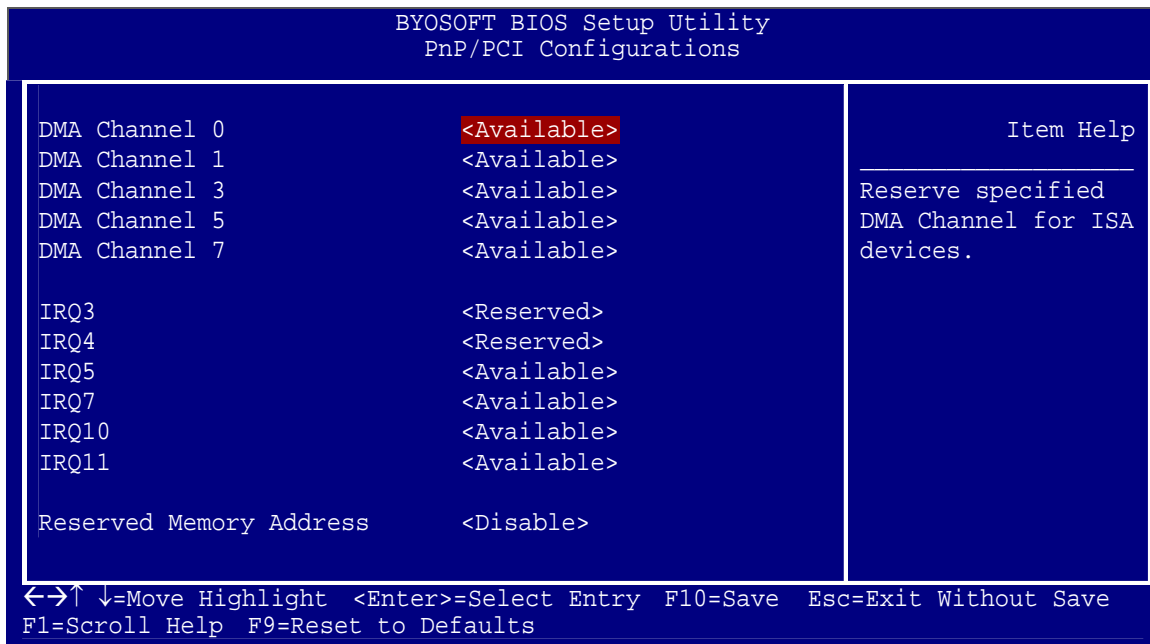 BYOSOFT BIOS Setup Utility
PnP/PCI Configurations
DMA Channel 0 <Available>
DMA Channel 1 <Available>
DMA Channel 3 <Available>
DMA Channel 5 <Available>
DMA Channel 7 <Available>
IRQ3 <Reserved>
IRQ4 <Reserved>
IRQ5 <Available>
IRQ7 <Available>
IRQ10 <Available>
IRQ11 <Available>
Reserved Memory Address <Disable>
Item Help
Reserve specified
DMA Channel for ISA
devices.
←→↑ ↓=Move Highlight <Enter>=Select Entry F10=Save Esc=Exit Without Save
F1=Scroll Help F9=Reset to Defaults